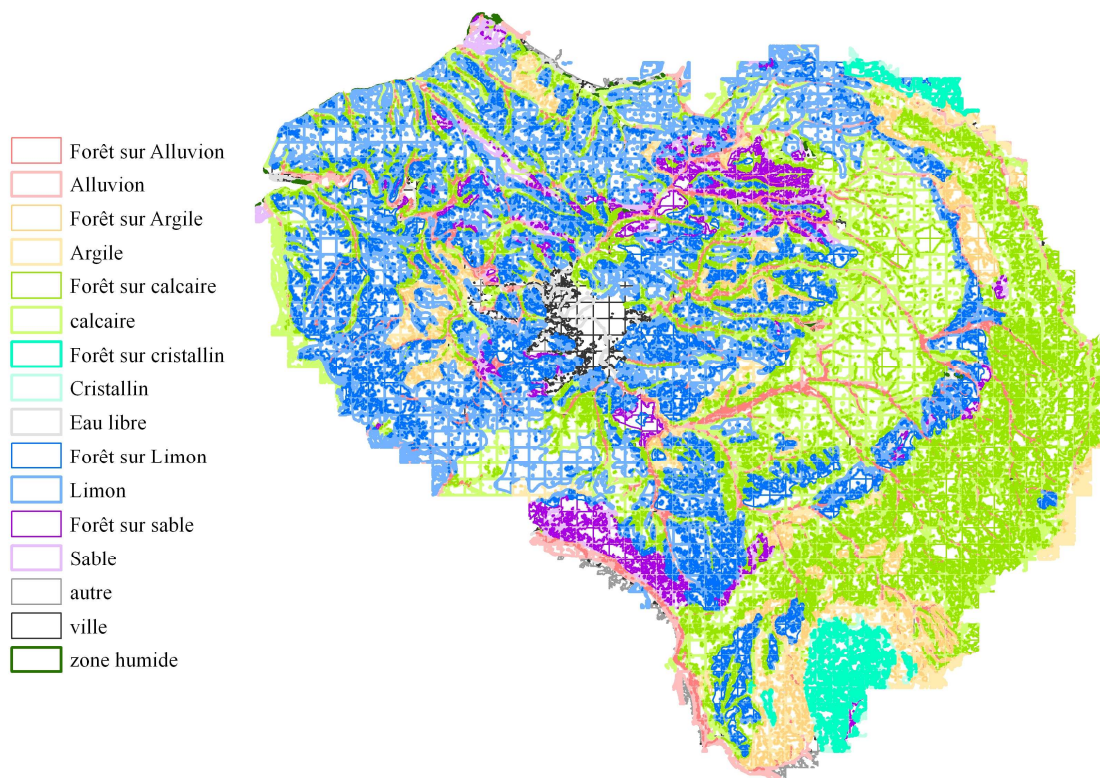 Forêt sur Alluvion
Alluvion
Forêt sur Argile
Argile
Forêt sur calcaire
calcaire
Forêt sur cristallin
Cristallin
Eau libre
Forêt sur Limon
Limon
Forêt sur sable
Sable
autre
ville
zone humide